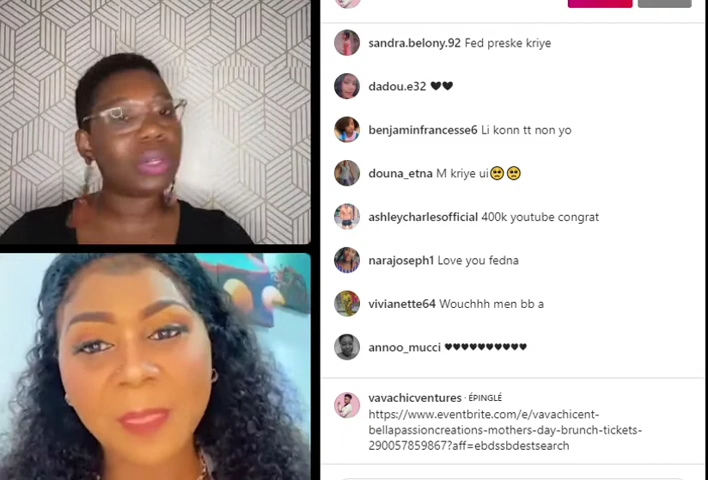 sandra.belony.92 Fed preske kriye
dadou.e32 🖤🖤
benjaminfrancesse6 Li konn tt non yo
douna_etna M kriye ui🥺🥺
ashleycharlesofficial 400k youtube congrat
narajoseph1 Love you fedna
vivianette64 Wouchhh men bb a
annoo_mucci ♥♥♥♥♥♥♥♥♥♥
vavachicventures · ÉPINGLÉ
https://www.eventbrite.com/e/vavachicent-
bellapassioncreations-mothers-day-brunch-tickets-
290057859867?aff=ebdssbdestsearch